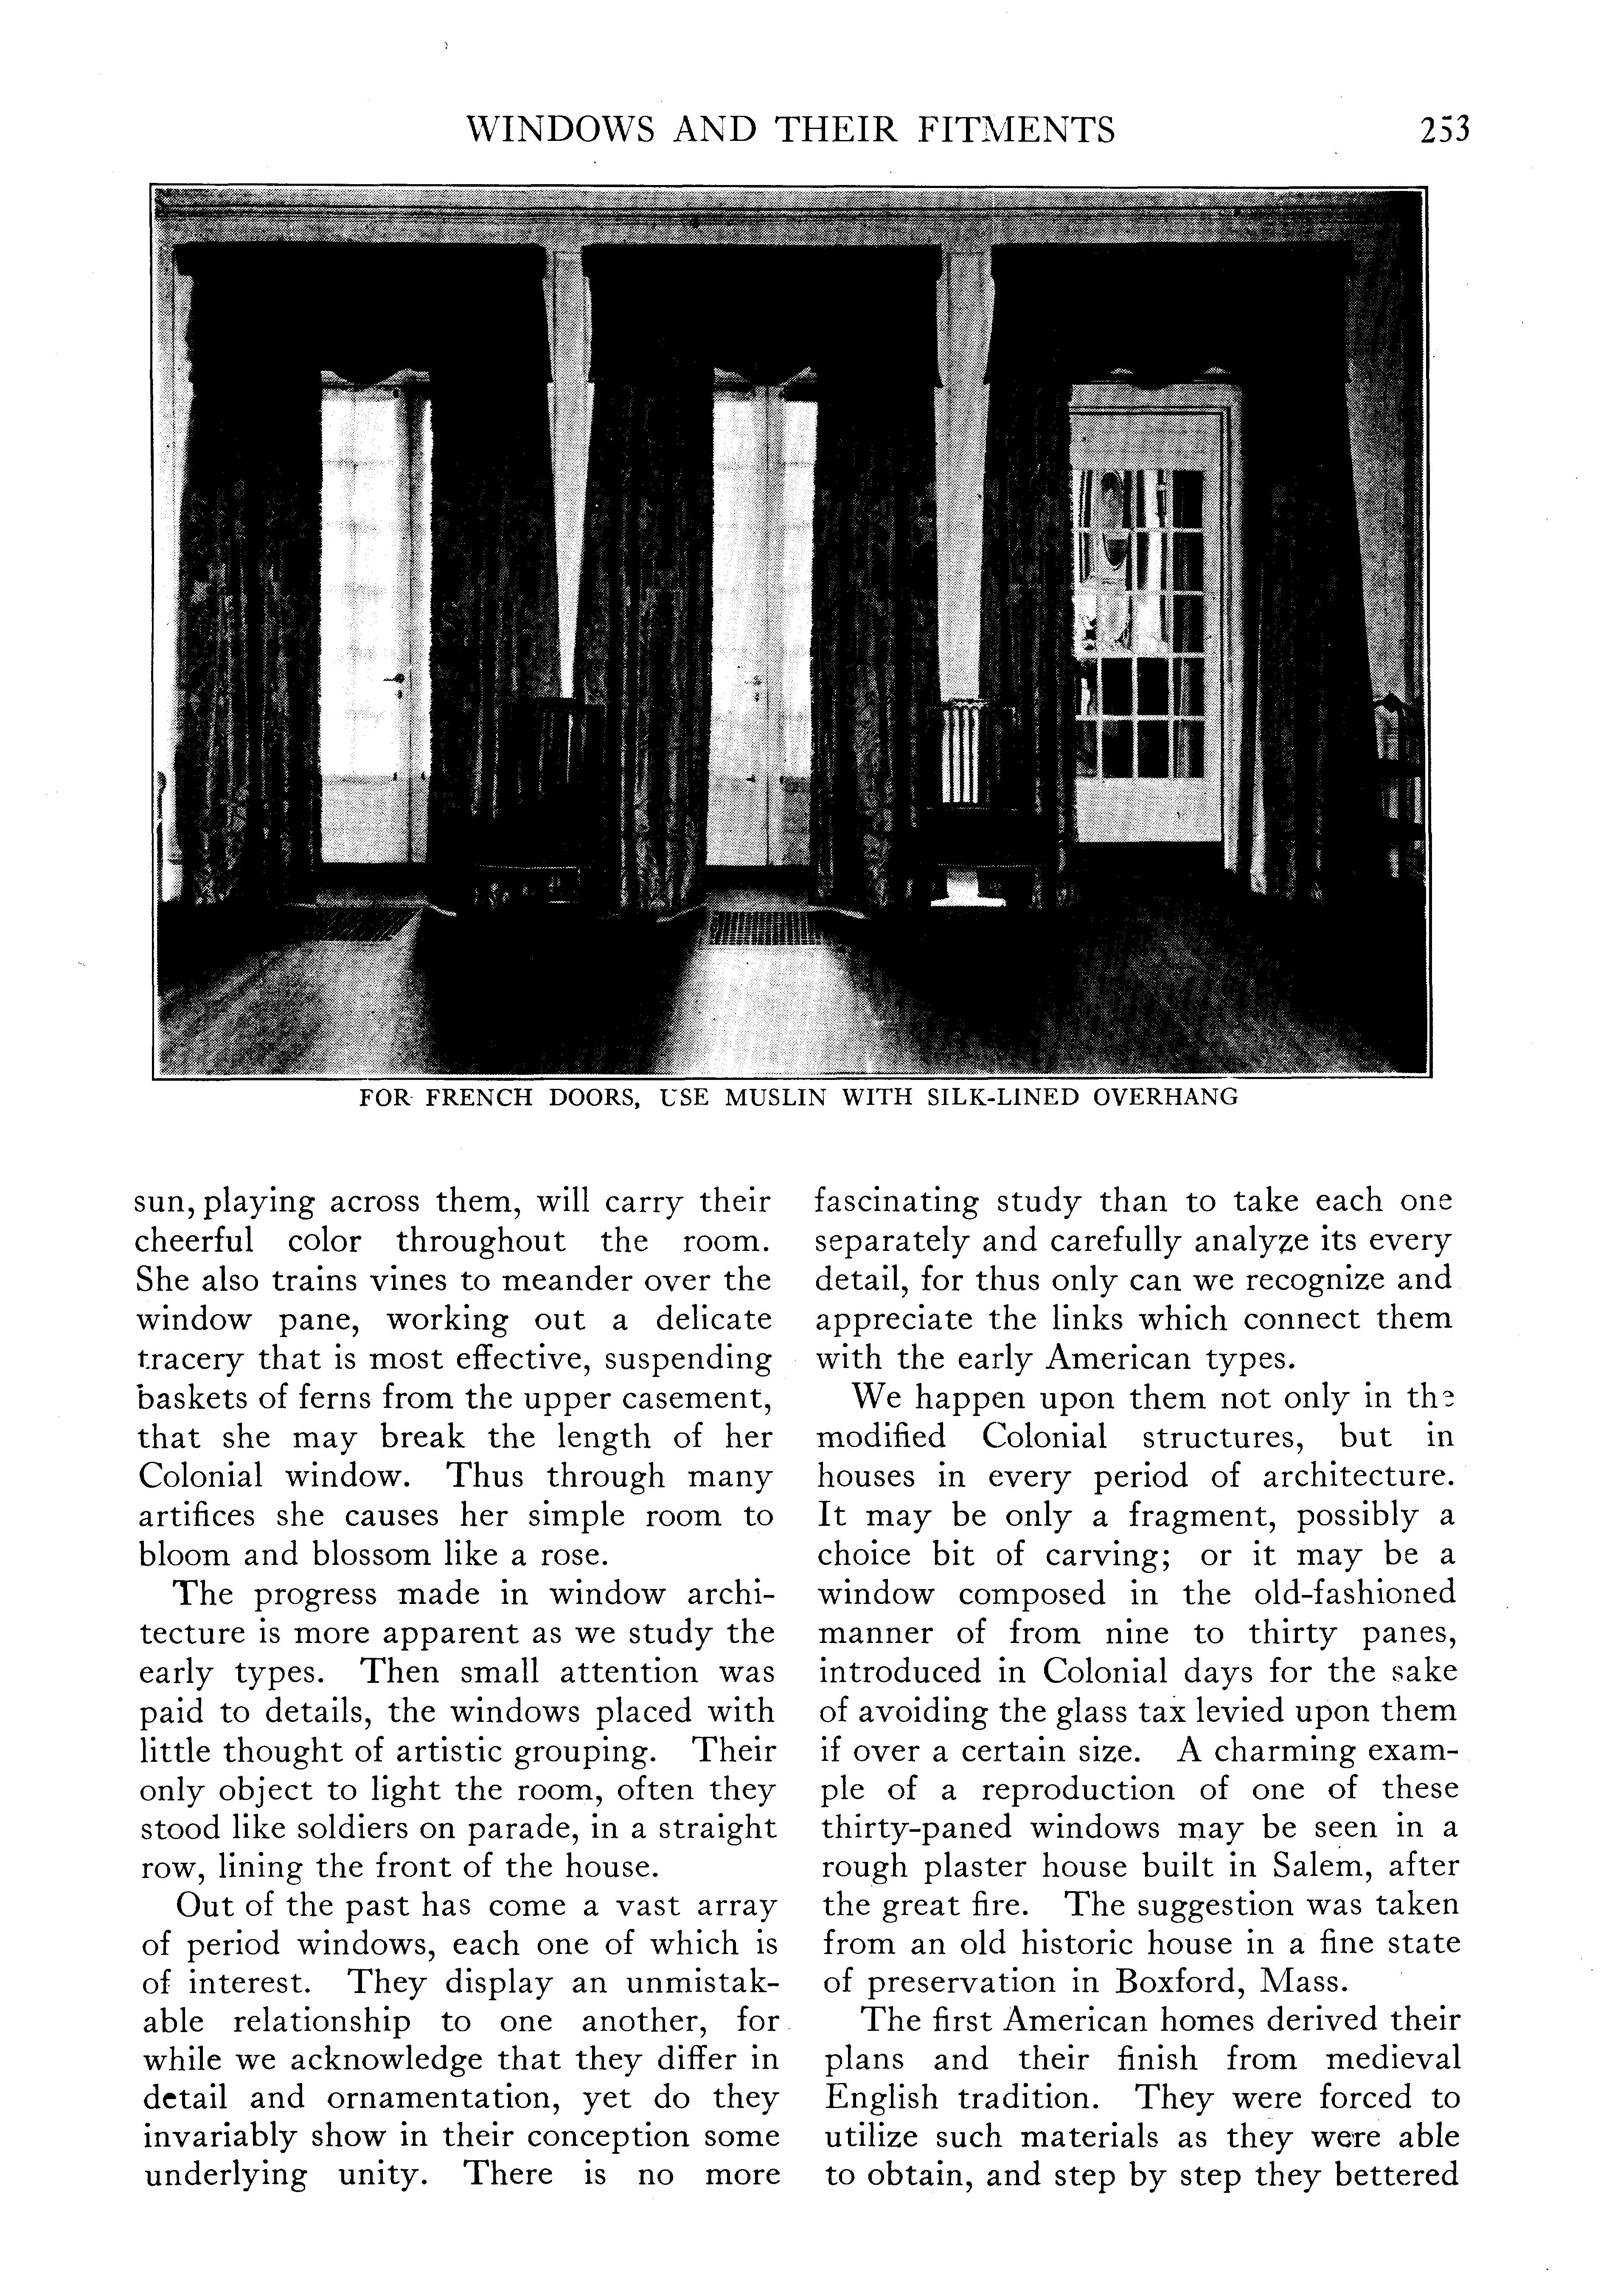 WINDOWS AND THEIR FITMENTS 253
FOR FRENCH DOORS, USE MUSLIN WITH SILK-LINED OVERHANG
sun, playing across them, will carry their
cheerful color throughout the room.
She also trains vines to meander over the
window pane, working out a delicate
tracery that is most effective, suspending
baskets of ferns from the upper casement,
that she may break the length of her
Colonial window. Thus through many
artifices she causes her simple room to
bloom and blossom like a rose.
The progress made in window archi-
tecture is more apparent as we study the
early types. Then small attention was
paid to details, the windows placed with
little thought of artistic grouping. Their
only object to light the room, often they
stood like soldiers on parade, in a straight
row, lining the front of the house.
Out of the past has come a vast array
of period windows, each one of which is
of interest. They display an unmistak-
able relationship to one another, for
while we acknowledge that they differ in
detail and ornamentation, yet do they
invariably show in their conception some
underlying unity. There is no more
fascinating study than to take each one
separately and carefully analyze its every
detail, for thus only can we recognize and
appreciate the links which connect them
with the early American types.
We happen upon them not only in the
modified Colonial structures, but in
houses in every period of architecture.
It may be only a fragment, possibly a
choice bit of carving; or it may be a
window composed in the old-fashioned
manner of from nine to thirty panes,
introduced in Colonial days for the sake
of avoiding the glass tax levied upon them
if over a certain size. A charming exam-
ple of a reproduction of one of these
thirty-paned windows may be seen in a
rough plaster house built in Salem, after
the great fire. The suggestion was taken
from an old historic house in a fine state
of preservation in Boxford, Mass.
The first American homes derived their
plans and their finish from medieval
English tradition. They were forced to
utilize such materials as they were able
to obtain, and step by step they bettered